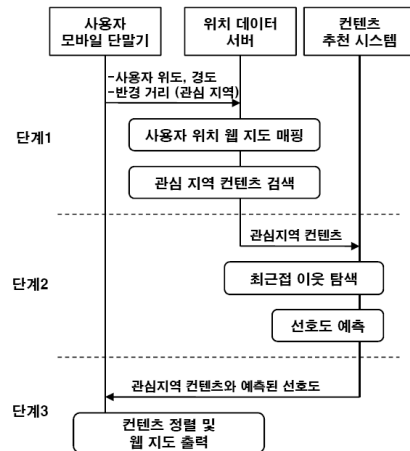 사용자
모바일 단말기
위치 데이터
서버
컨텐츠
추천 시스템
-사용자 위도, 경도
-반경 거리 (관심 지역)
단계1
사용자 위치 웹 지도 매핑
관심 지역 컨텐츠 검색
관심지역 컨텐츠
단계2
최근접 이웃 탐색
선호도 예측
관심지역 컨텐츠와 예측된 선호도
단계3
컨텐츠 정렬 및
웹 지도 출력